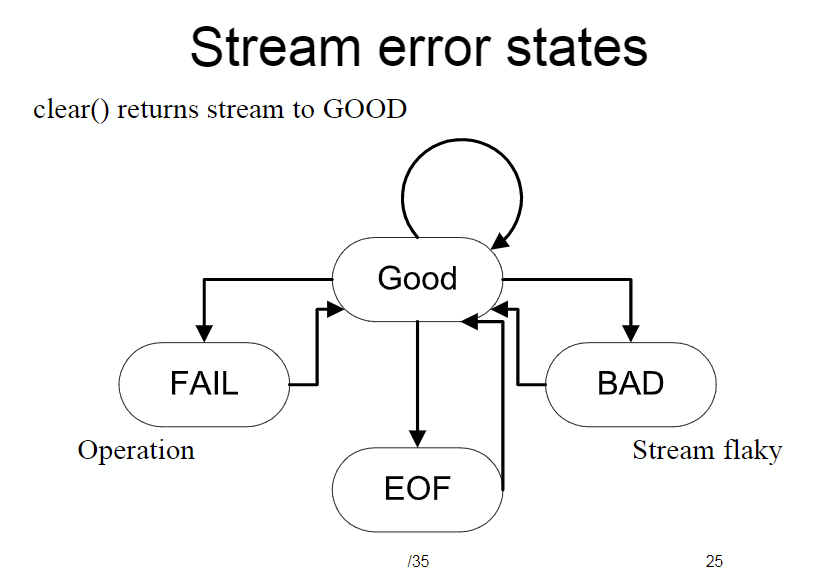 Stream error states
clear() returns stream to GOOD
Good
FAIL
BAD
Operation
Stream flaky
EOF
/35
25